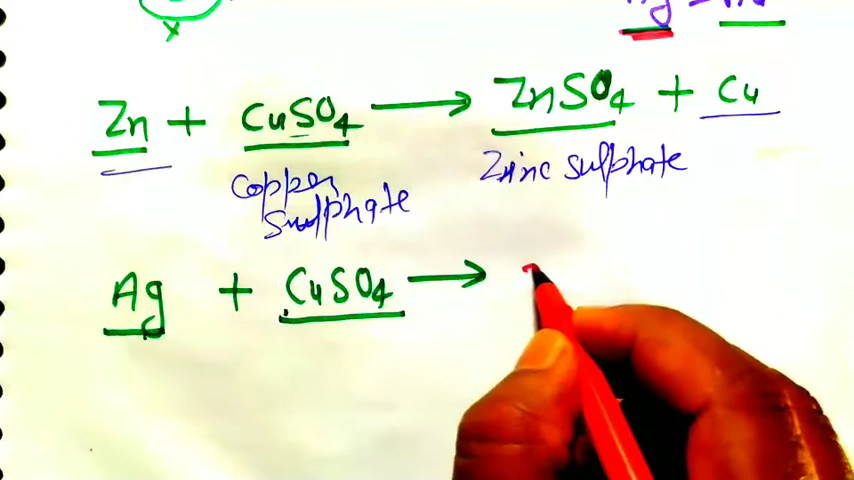 Zn + CuSO4 → ZnSO4 + Cu
Copper Sulphate
Zinc sulphate
Ag + CuSO4 →